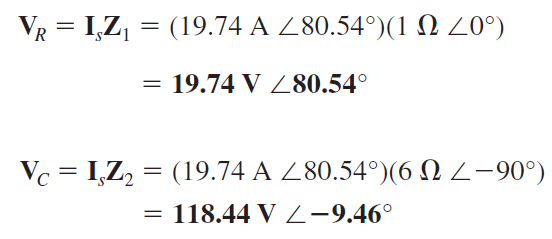 V_R = I_sZ_1 = (19.74 A ∠80.54°)(1 Ω ∠0°)
= 19.74 V ∠80.54°
V_C = I_sZ_2 = (19.74 A ∠80.54°)(6 Ω ∠−90°)
= 118.44 V ∠−9.46°